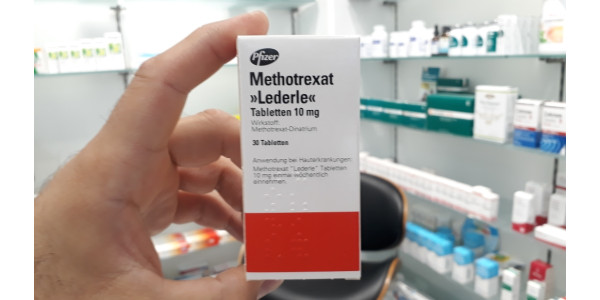 Pfizer
Methotrexat
»Lederle«
Tabletten 10 mg
Wirkstoff:
Methotrexat-Dinatrium
30 Tabletten
Anwendung bei Hauterkrankungen:
Methotrexat "Lederle" Tabletten
10 mg einmal wöchentlich
einnehmen.